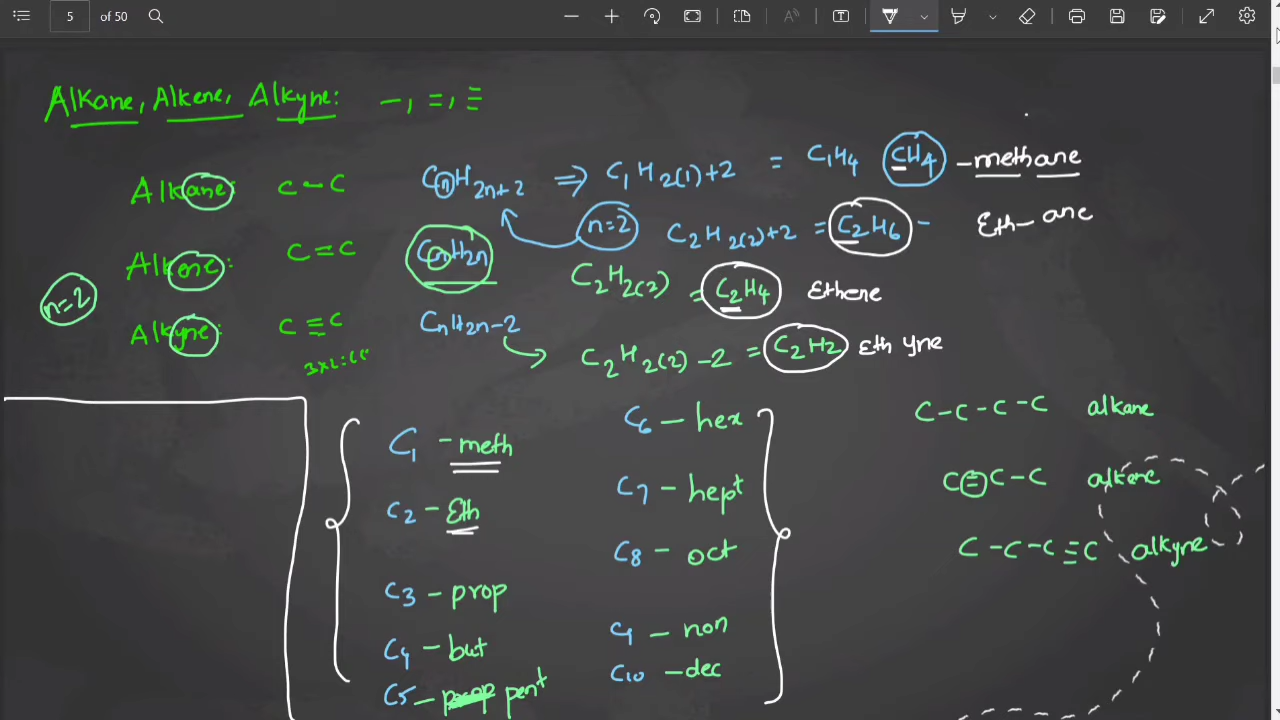 5 of 50
Alkane, Alkene, Alkyne: -, =, ≡
Alkane: C - C CnH2n+2 ⇒ C1H2(1)+2 = C1H4 CH4 - methane
n=2 C2H2(2)+2 = C2H6 - Eth - ane
Alkene: C = C CnH2n C2H2(2) = C2H4 Ethene
n=2
Alkyne: C ≡ C CnH2n-2 C2H2(2) - 2 = C2H2 Eth yne
C1 - meth
C2 - Eth
C3 - prop
C4 - but
C5 - pent
C6 - hex
C7 - hept
C8 - oct
C9 - non
C10 - dec
C - C - C - C alkane
C = C - C alkene
C - C - C ≡ C alkyne